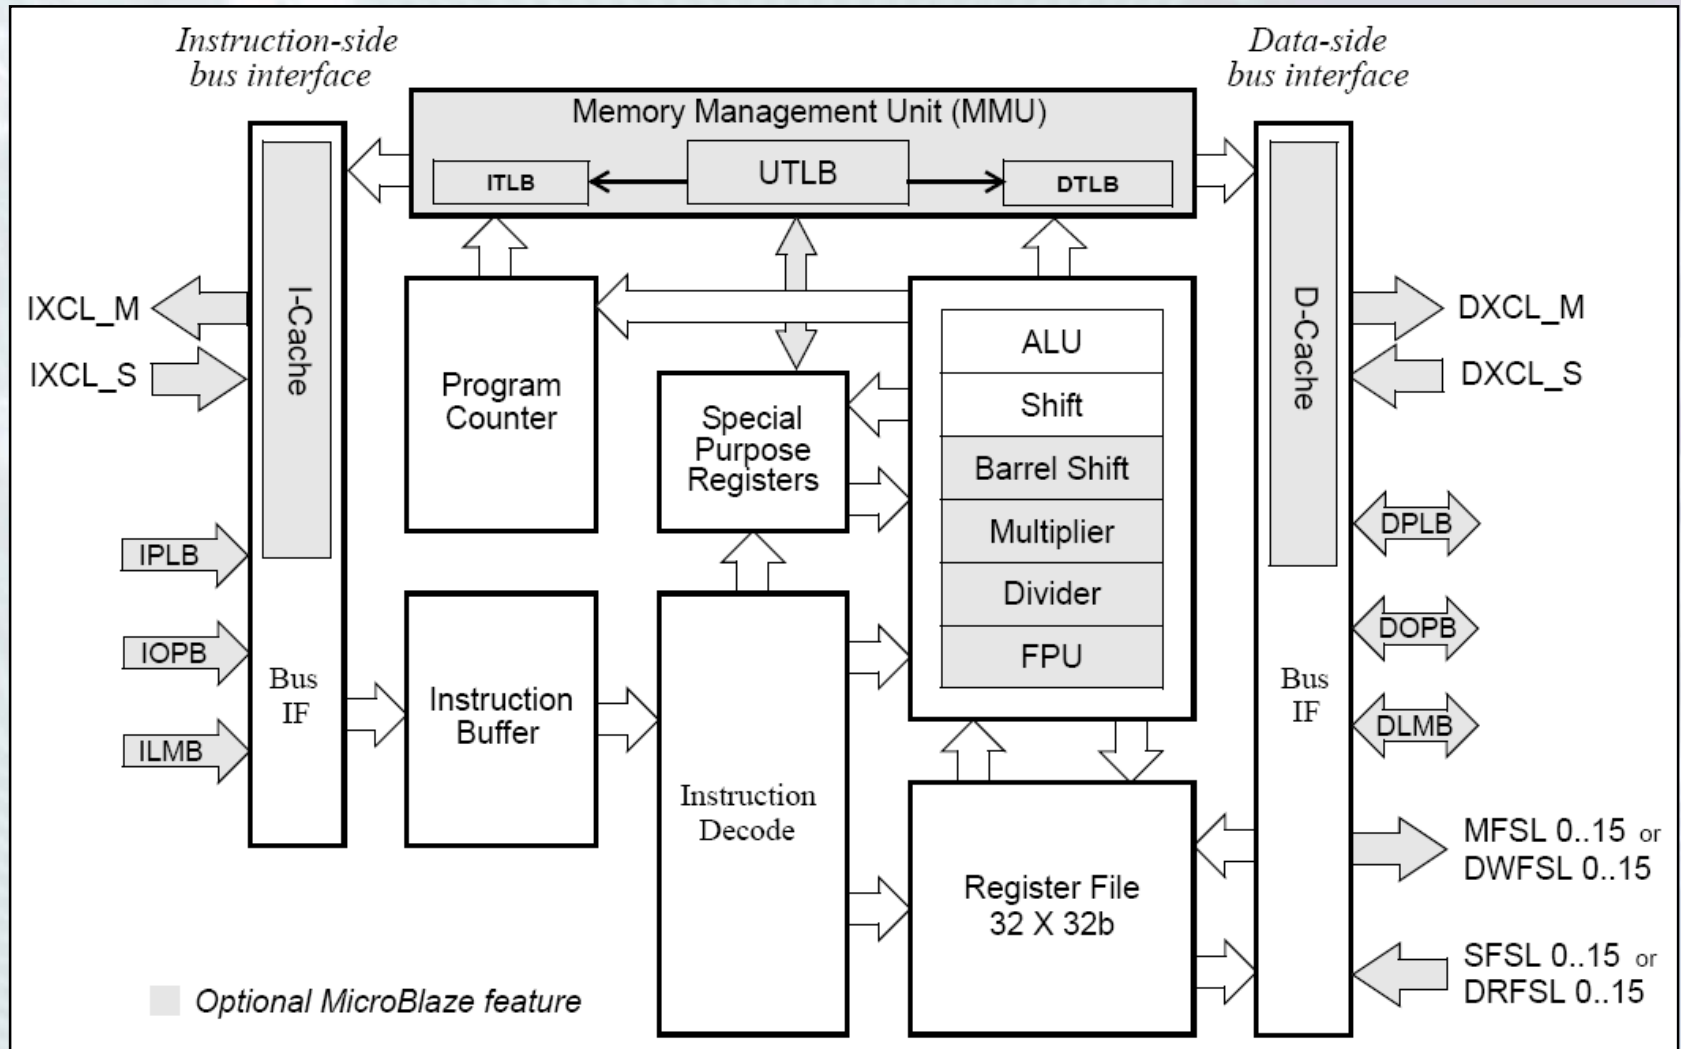 Instruction-side
bus interface
Data-side
bus interface
Memory Management Unit (MMU)
ITLB
UTLB
DTLB
I-Cache
D-Cache
IXCL_M
IXCL_S
IPLB
IOPB
ILMB
Bus
IF
Program
Counter
Special
Purpose
Registers
ALU
Shift
Barrel Shift
Multiplier
Divider
FPU
Instruction
Buffer
Instruction
Decode
Register File
32 X 32b
Bus
IF
DXCL_M
DXCL_S
DPLB
DOPB
DLMB
MFSL 0..15 or
DWFSL 0..15
SFSL 0..15 or
DRFSL 0..15
Optional MicroBlaze feature